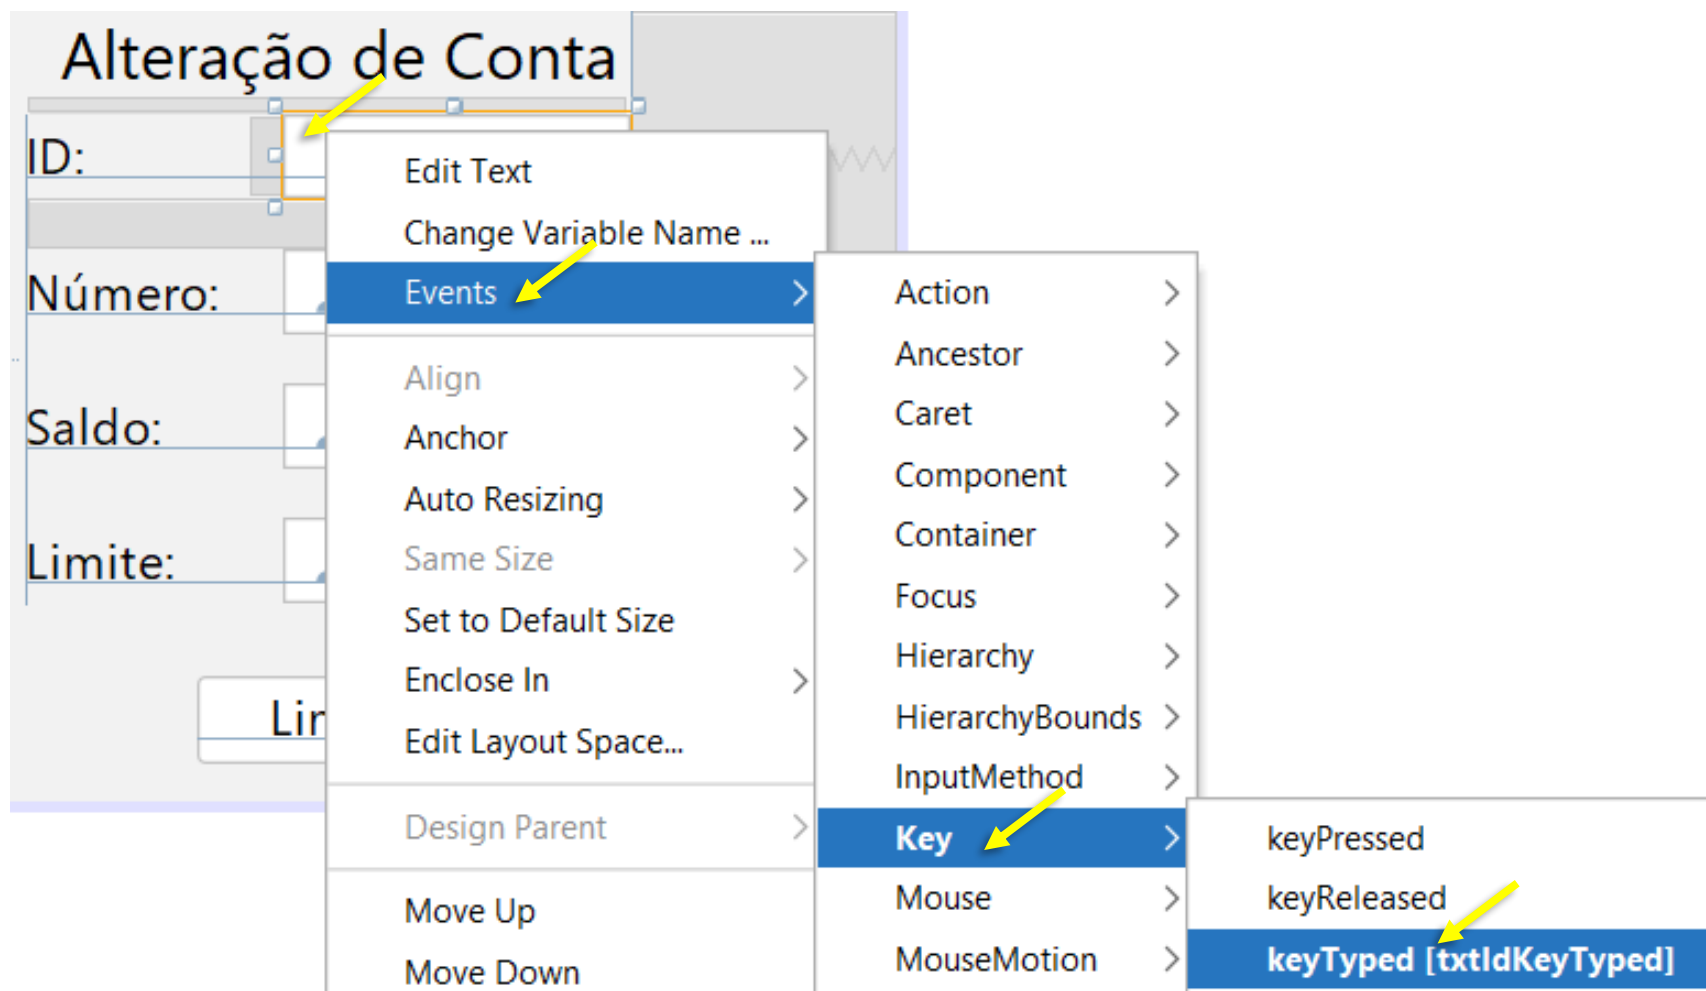 Alteração de Conta
ID:
Número:
Saldo:
Limite:
Edit Text
Change Variable Name ...
Events
Align
Anchor
Auto Resizing
Same Size
Set to Default Size
Enclose In
Edit Layout Space...
Design Parent
Move Up
Move Down
Action
Ancestor
Caret
Component
Container
Focus
Hierarchy
HierarchyBounds
InputMethod
Key
Mouse
MouseMotion
keyPressed
keyReleased
keyTyped [txtIdKeyTyped]